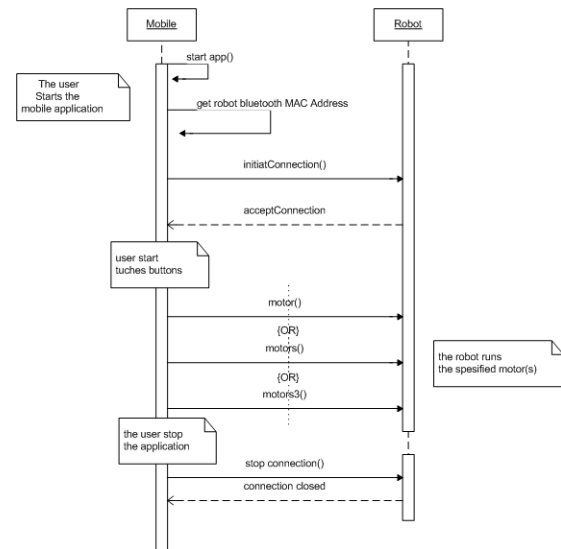 Mobile
Robot
start app()
The user
Starts the
mobile application
get robot bluetooth MAC Address
initiatConnection()
acceptConnection
user start
tuches buttons
motor()
{OR}
motors()
{OR}
motors3()
the robot runs
the spesified motor(s)
the user stop
the application
stop connection()
connection closed